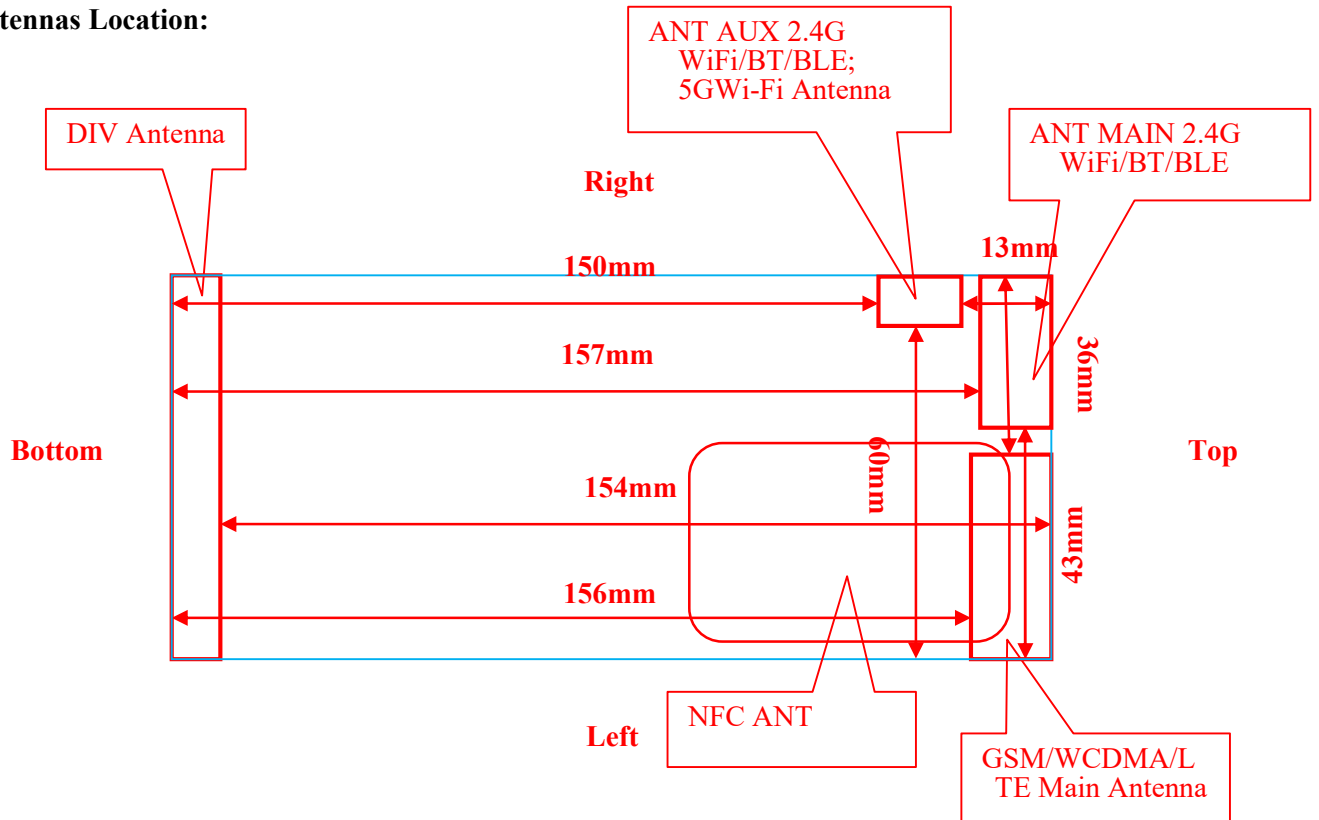 tennas Location:
ANT AUX 2.4G
WiFi/BT/BLE;
5GWi-Fi Antenna
DIV Antenna
ANT MAIN 2.4G
WiFi/BT/BLE
Right
13mm
150mm
157mm
36mm
Bottom
60mm
Top
154mm
43mm
156mm
NFC ANT
Left
GSM/WCDMA/L
TE Main Antenna